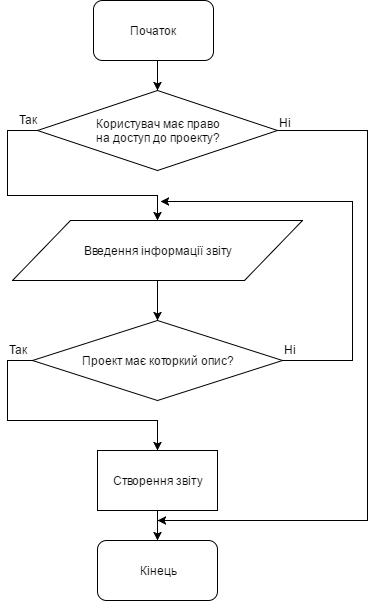 Початок
Так
Користувач має право
на доступ до проекту?
Ні
Введення інформації звіту
Так
Проект має которкий опис?
Ні
Створення звіту
Кінець